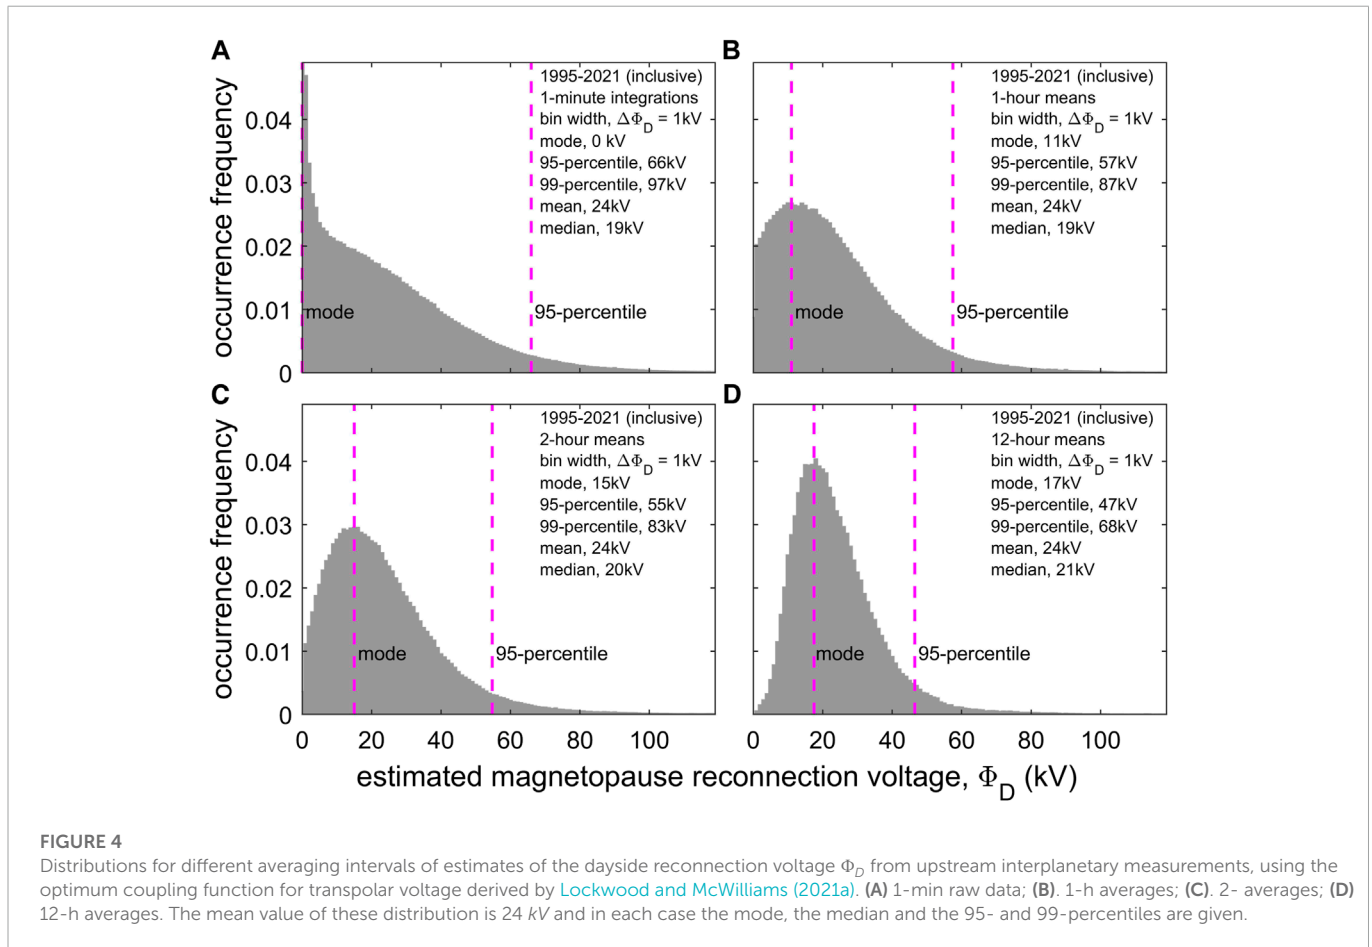 A
occurrence frequency
0.04
0.03
0.02
0.01
0
1995-2021 (inclusive)
1-minute integrations
bin width, ΔΦ_D = 1kV
mode, 0 kV
95-percentile, 66kV
99-percentile, 97kV
mean, 24kV
median, 19kV
mode
95-percentile
B
1995-2021 (inclusive)
1-hour means
bin width, ΔΦ_D = 1kV
mode, 11kV
95-percentile, 57kV
99-percentile, 87kV
mean, 24kV
median, 19kV
mode
95-percentile
C
occurrence frequency
0.04
0.03
0.02
0.01
0
1995-2021 (inclusive)
2-hour means
bin width, ΔΦ_D = 1kV
mode, 15kV
95-percentile, 55kV
99-percentile, 83kV
mean, 24kV
median, 20kV
mode
95-percentile
0 20 40 60 80 100
D
1995-2021 (inclusive)
12-hour means
bin width, ΔΦ_D = 1kV
mode, 17kV
95-percentile, 47kV
99-percentile, 68kV
mean, 24kV
median, 21kV
mode
95-percentile
0 20 40 60 80 100
estimated magnetopause reconnection voltage, Φ_D (kV)
FIGURE 4
Distributions for different averaging intervals of estimates of the dayside reconnection voltage Φ_D from upstream interplanetary measurements, using the
optimum coupling function for transpolar voltage derived by Lockwood and McWilliams (2021a). (A) 1-min raw data; (B). 1-h averages; (C). 2- averages; (D)
12-h averages. The mean value of these distribution is 24 kV and in each case the mode, the median and the 95- and 99-percentiles are given.